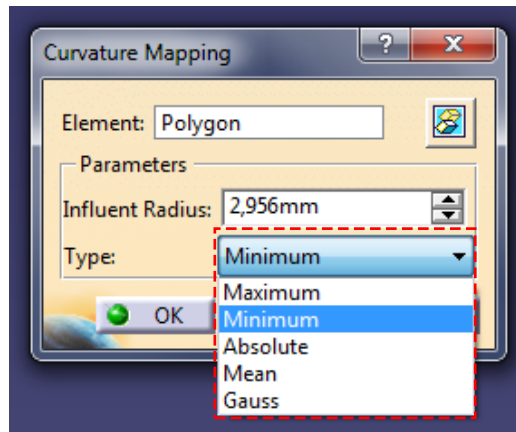 Curvature Mapping
?
Element: Polygon
Parameters
Influent Radius: 2,956mm
Type: Minimum
Maximum
OK
Minimum
Absolute
Mean
Gauss